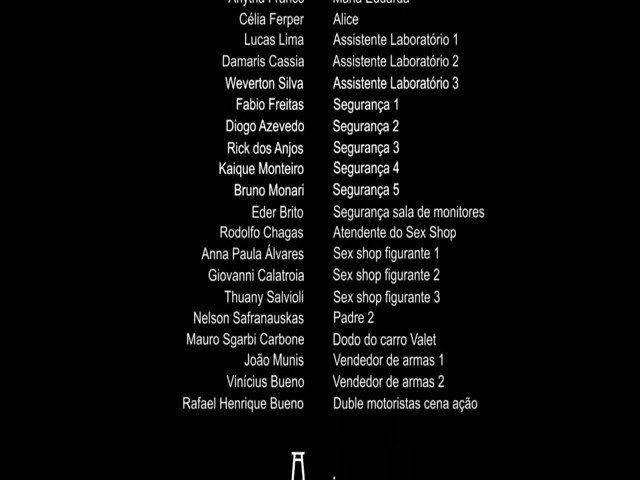 Maria Eduarda
Célia Ferper Alice
Lucas Lima Assistente Laboratório 1
Damaris Cassia Assistente Laboratório 2
Weverton Silva Assistente Laboratório 3
Fabio Freitas Segurança 1
Diogo Azevedo Segurança 2
Rick dos Anjos Segurança 3
Kaique Monteiro Segurança 4
Bruno Monari Segurança 5
Eder Brito Segurança sala de monitores
Rodolfo Chagas Atendente do Sex Shop
Anna Paula Álvares Sex shop figurante 1
Giovanni Calatroia Sex shop figurante 2
Thuany Salvioli Sex shop figurante 3
Nelson Safranauskas Padre 2
Mauro Sgarbi Carbone Dodo do carro Valet
João Munis Vendedor de armas 1
Vinícius Bueno Vendedor de armas 2
Rafael Henrique Bueno Duble motoristas cena ação